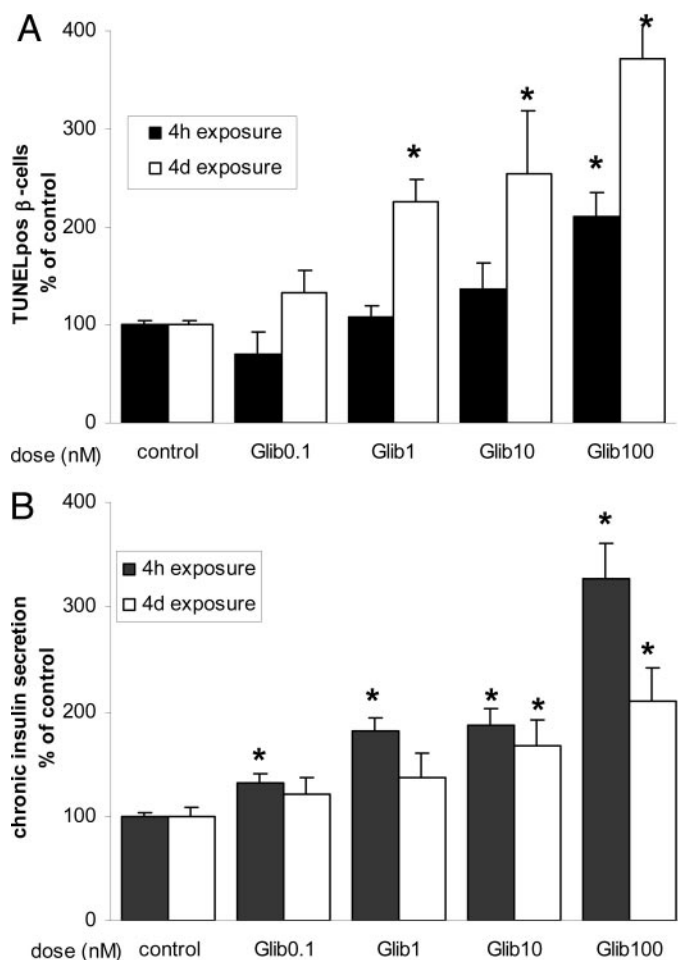 A
TUNELpos β-cells
% of control
400
300
200
100
0
4h exposure
4d exposure
*
*
*
*
dose (nM)
control
Glib0.1
Glib1
Glib10
Glib100
B
chronic insulin secretion
% of control
400
300
200
100
0
4h exposure
4d exposure
*
*
*
*
*
*
dose (nM)
control
Glib0.1
Glib1
Glib10
Glib100